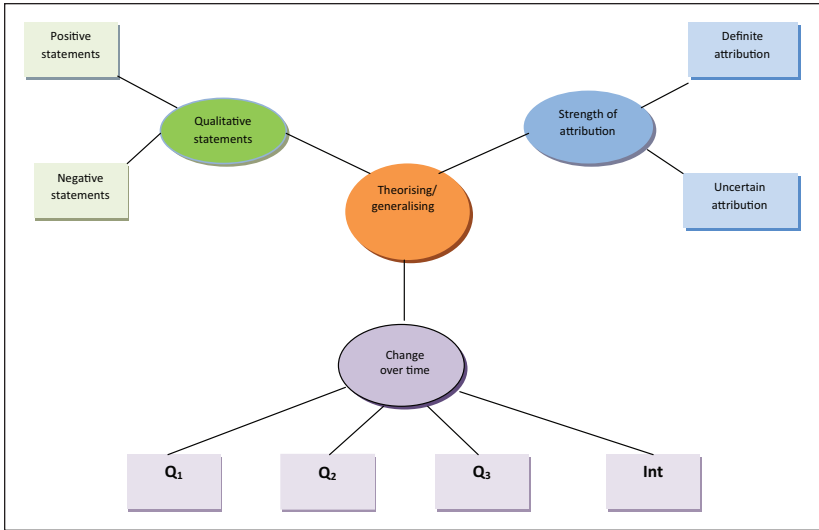 Positive
statements
Definite
attribution
Qualitative
statements
Strength of
attribution
Negative
statements
Theorising/
generalising
Uncertain
attribution
Change
over time
Q₁
Q₂
Q₃
Int